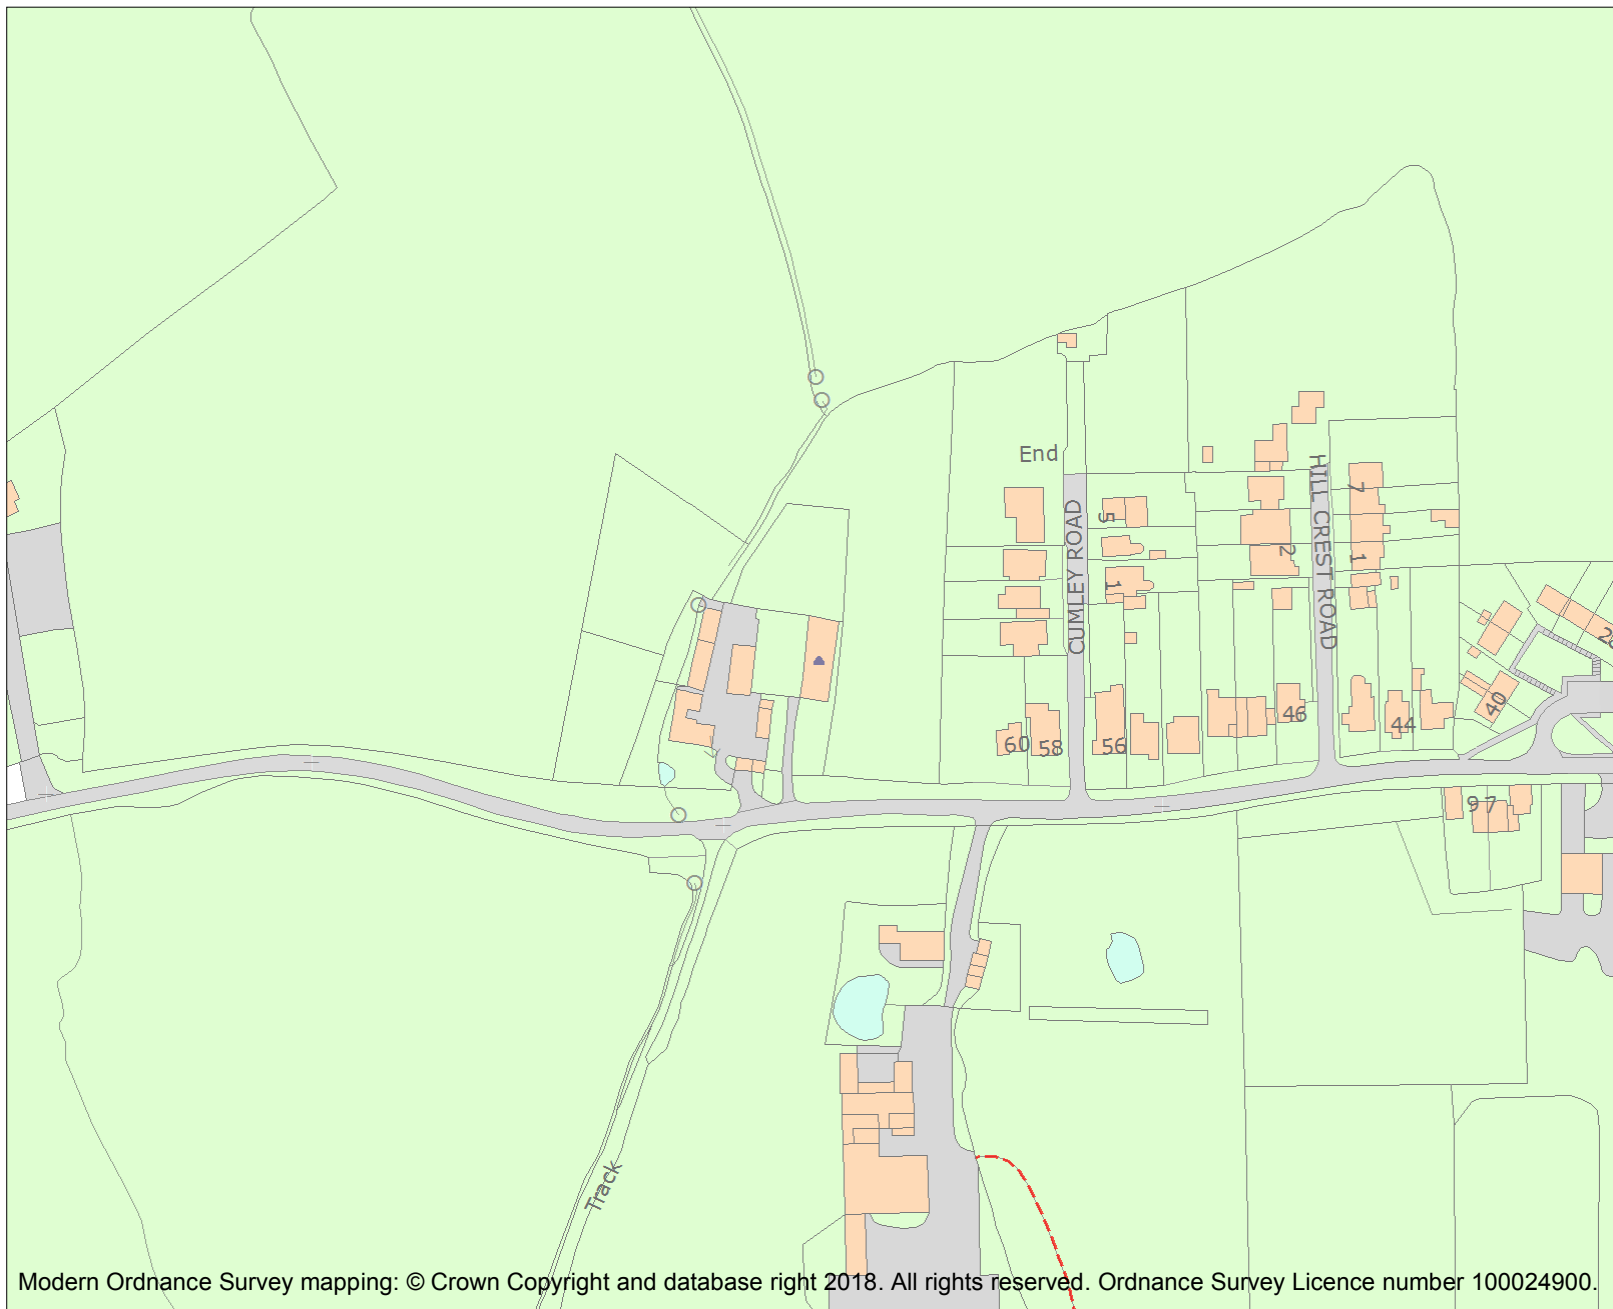 End
CUMLEY ROAD
HILL CREST ROAD
5
1
2
7
1
60
58
56
46
44
40
9
7
Track
Modern Ordnance Survey mapping: © Crown Copyright and database right 2018. All rights reserved. Ordnance Survey Licence number 100024900.